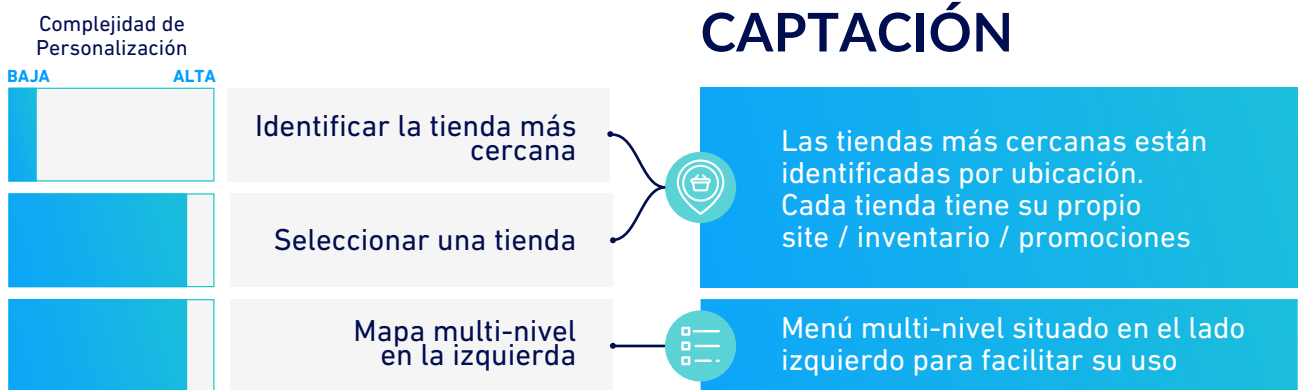 Complejidad de
Personalización
BAJA ALTA
CAPTACIÓN
Identificar la tienda más
cercana
Seleccionar una tienda
Las tiendas más cercanas están
identificadas por ubicación.
Cada tienda tiene su propio
site / inventario / promociones
Mapa multi-nivel
en la izquierda
Menú multi-nivel situado en el lado
izquierdo para facilitar su uso